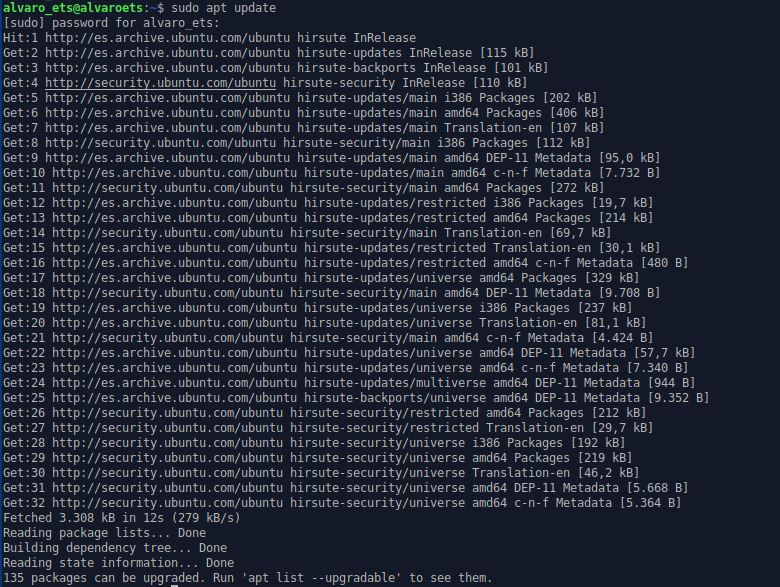 alvaro_ets@alvaroets:~$ sudo apt update
[sudo] password for alvaro_ets:
Hit:1 http://es.archive.ubuntu.com/ubuntu hirsute InRelease
Get:2 http://es.archive.ubuntu.com/ubuntu hirsute-updates InRelease [115 kB]
Get:3 http://es.archive.ubuntu.com/ubuntu hirsute-backports InRelease [101 kB]
Get:4 http://security.ubuntu.com/ubuntu hirsute-security InRelease [110 kB]
Get:5 http://es.archive.ubuntu.com/ubuntu hirsute-updates/main i386 Packages [202 kB]
Get:6 http://es.archive.ubuntu.com/ubuntu hirsute-updates/main amd64 Packages [406 kB]
Get:7 http://es.archive.ubuntu.com/ubuntu hirsute-updates/main Translation-en [107 kB]
Get:8 http://security.ubuntu.com/ubuntu hirsute-security/main i386 Packages [112 kB]
Get:9 http://es.archive.ubuntu.com/ubuntu hirsute-updates/main amd64 DEP-11 Metadata [95,0 kB]
Get:10 http://es.archive.ubuntu.com/ubuntu hirsute-updates/main amd64 c-n-f Metadata [7.732 B]
Get:11 http://security.ubuntu.com/ubuntu hirsute-security/main amd64 Packages [272 kB]
Get:12 http://es.archive.ubuntu.com/ubuntu hirsute-updates/restricted i386 Packages [19,7 kB]
Get:13 http://es.archive.ubuntu.com/ubuntu hirsute-updates/restricted amd64 Packages [214 kB]
Get:14 http://security.ubuntu.com/ubuntu hirsute-security/main Translation-en [69,7 kB]
Get:15 http://es.archive.ubuntu.com/ubuntu hirsute-updates/restricted Translation-en [30,1 kB]
Get:16 http://es.archive.ubuntu.com/ubuntu hirsute-updates/restricted amd64 c-n-f Metadata [480 B]
Get:17 http://es.archive.ubuntu.com/ubuntu hirsute-updates/universe amd64 Packages [329 kB]
Get:18 http://security.ubuntu.com/ubuntu hirsute-security/main amd64 DEP-11 Metadata [9.708 B]
Get:19 http://es.archive.ubuntu.com/ubuntu hirsute-updates/universe i386 Packages [237 kB]
Get:20 http://es.archive.ubuntu.com/ubuntu hirsute-updates/universe Translation-en [81,1 kB]
Get:21 http://security.ubuntu.com/ubuntu hirsute-security/main amd64 c-n-f Metadata [4.424 B]
Get:22 http://es.archive.ubuntu.com/ubuntu hirsute-updates/universe amd64 DEP-11 Metadata [57,7 kB]
Get:23 http://es.archive.ubuntu.com/ubuntu hirsute-updates/universe amd64 c-n-f Metadata [7.340 B]
Get:24 http://es.archive.ubuntu.com/ubuntu hirsute-updates/multiverse amd64 DEP-11 Metadata [944 B]
Get:25 http://es.archive.ubuntu.com/ubuntu hirsute-backports/universe amd64 DEP-11 Metadata [9.352 B]
Get:26 http://security.ubuntu.com/ubuntu hirsute-security/restricted amd64 Packages [212 kB]
Get:27 http://security.ubuntu.com/ubuntu hirsute-security/restricted Translation-en [29,7 kB]
Get:28 http://security.ubuntu.com/ubuntu hirsute-security/universe i386 Packages [192 kB]
Get:29 http://security.ubuntu.com/ubuntu hirsute-security/universe amd64 Packages [219 kB]
Get:30 http://security.ubuntu.com/ubuntu hirsute-security/universe Translation-en [46,2 kB]
Get:31 http://security.ubuntu.com/ubuntu hirsute-security/universe amd64 DEP-11 Metadata [5.668 B]
Get:32 http://security.ubuntu.com/ubuntu hirsute-security/universe amd64 c-n-f Metadata [5.364 B]
Fetched 3.308 kB in 12s (279 kB/s)
Reading package lists... Done
Building dependency tree... Done
Reading state information... Done
135 packages can be upgraded. Run 'apt list --upgradable' to see them.